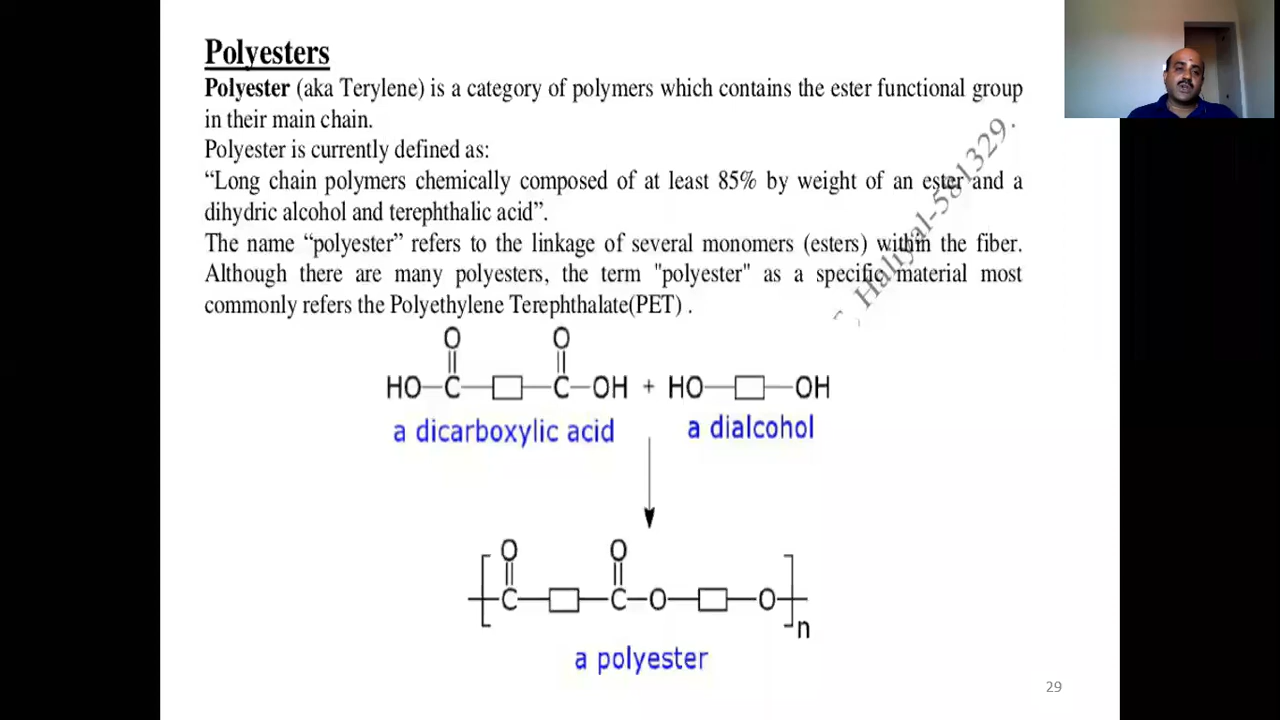 Polyesters
Polyester (aka Terylene) is a category of polymers which contains the ester functional group
in their main chain.
Polyester is currently defined as:
“Long chain polymers chemically composed of at least 85% by weight of an ester and a
dihydric alcohol and terephthalic acid”.
The name “polyester” refers to the linkage of several monomers (esters) within the fiber.
Although there are many polyesters, the term "polyester" as a specific material most
commonly refers the Polyethylene Terephthalate(PET) .
Haliyal-581329.
O O
HO C C OH + HO OH
a dicarboxylic acid a dialcohol
O O
C C O O
n
a polyester
29